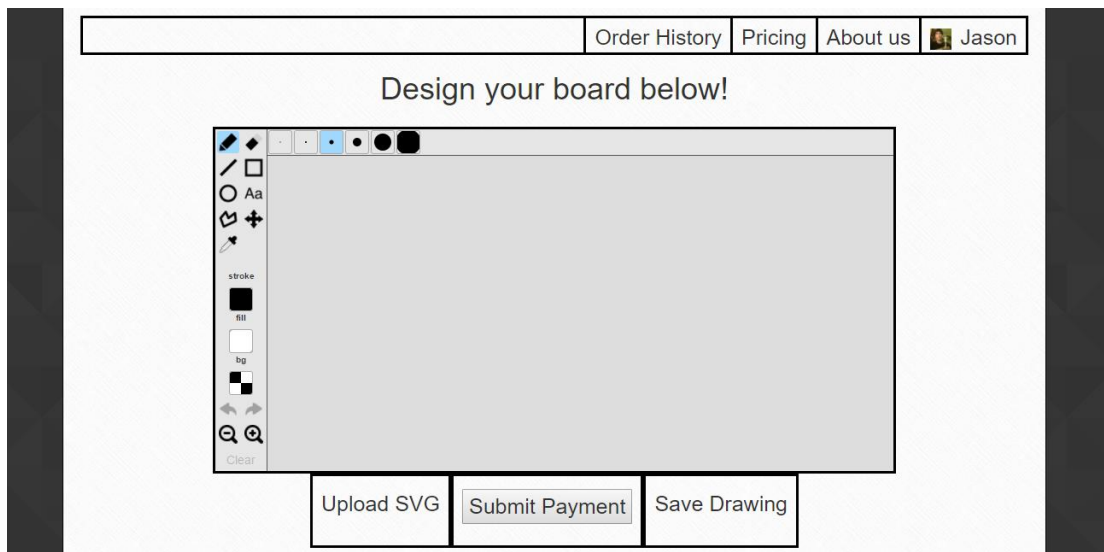 Order History Pricing About us Jason
Design your board below!
Aa
stroke
fill
bg
Clear
Upload SVG Submit Payment Save Drawing